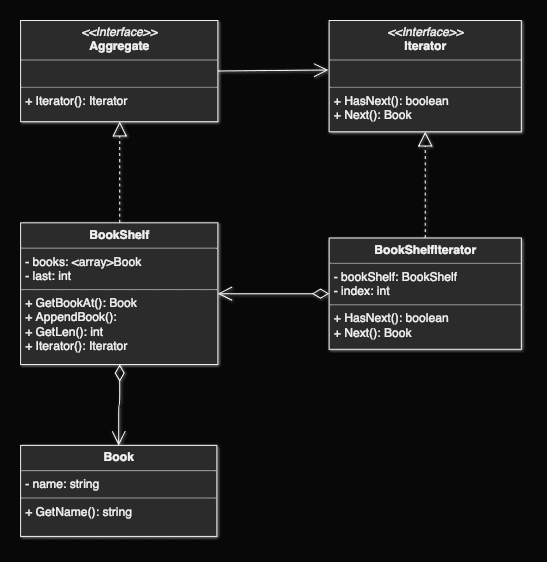 <<Interface>>
Aggregate
+ Iterator(): Iterator
<<Interface>>
Iterator
+ HasNext(): boolean
+ Next(): Book
BookShelf
- books: <array>Book
- last: int
+ GetBookAt(): Book
+ AppendBook():
+ GetLen(): int
+ Iterator(): Iterator
BookShelfIterator
- bookShelf: BookShelf
- index: int
+ HasNext(): boolean
+ Next(): Book
Book
- name: string
+ GetName(): string